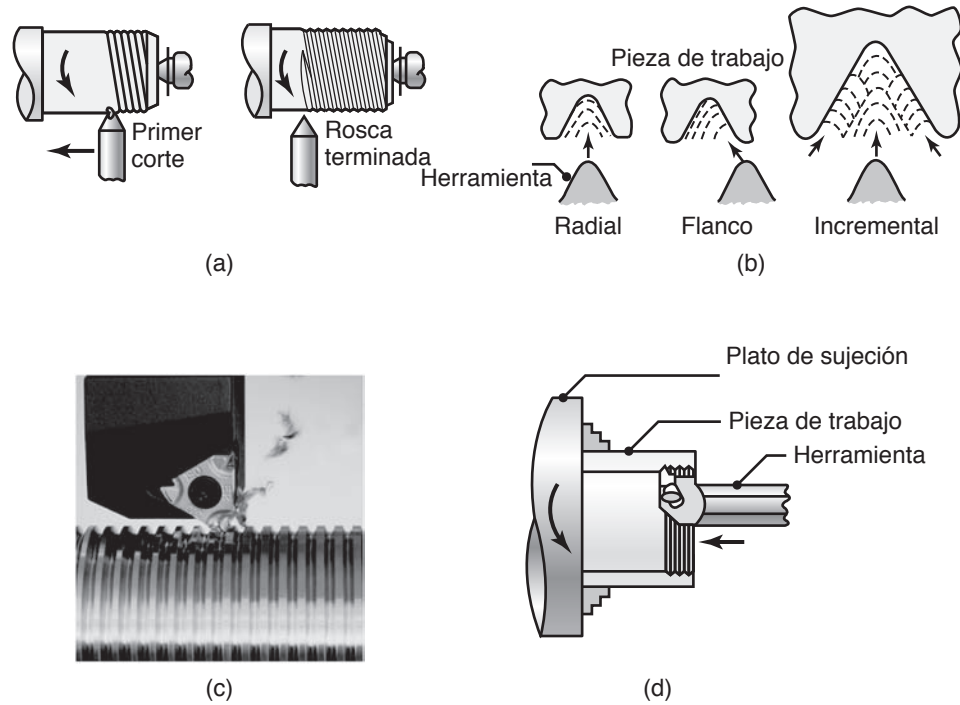 Primer
corte
Rosca
terminada
(a)
Pieza de trabajo
Herramienta
Radial
Flanco
Incremental
(b)
(c)
Plato de sujeción
Pieza de trabajo
Herramienta
(d)